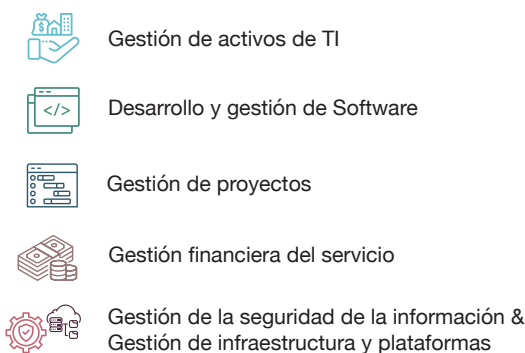 Gestión de activos de TI
</>
Desarrollo y gestión de Software
Gestión de proyectos
Gestión financiera del servicio
Gestión de la seguridad de la información &
Gestión de infraestructura y plataformas